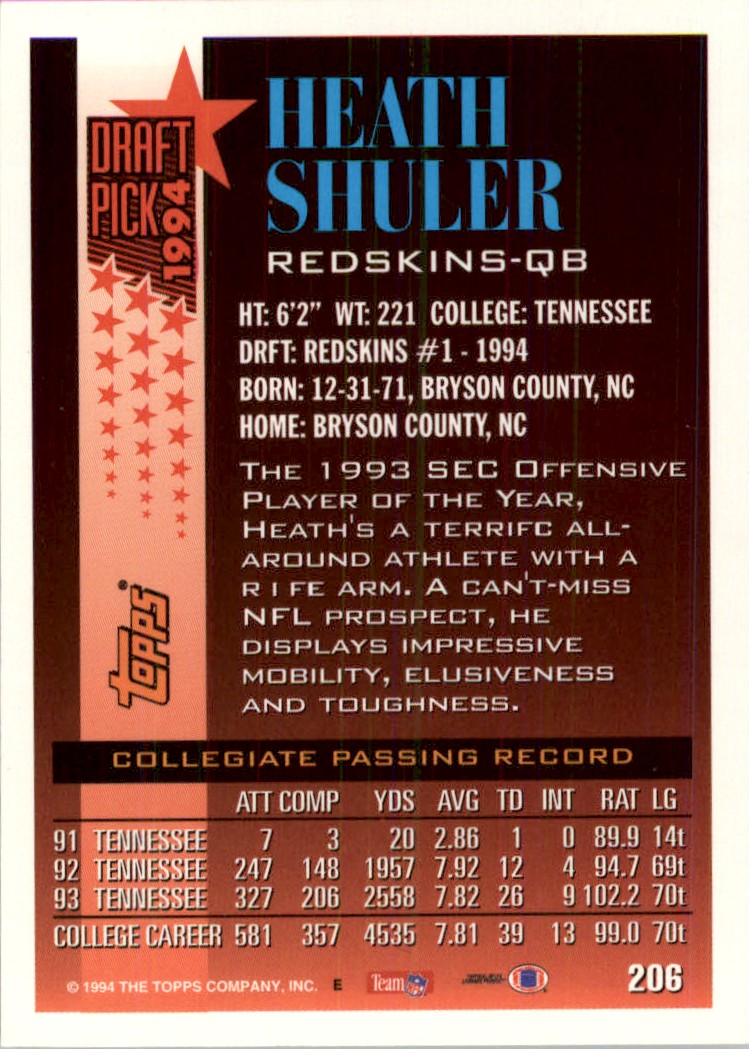 DRAFT
PICK
1994
HEATH
SHULER
REDSKINS-QB
HT: 6'2" WT: 221 COLLEGE: TENNESSEE
DRFT: REDSKINS #1 - 1994
BORN: 12-31-71, BRYSON COUNTY, NC
HOME: BRYSON COUNTY, NC
THE 1993 SEC OFFENSIVE
PLAYER OF THE YEAR,
HEATH'S A TERRIFC ALL-
AROUND ATHLETE WITH A
R I FE ARM. A CAN'T-MISS
NFL PROSPECT, HE
DISPLAYS IMPRESSIVE
MOBILITY, ELUSIVENESS
AND TOUGHNESS.
TOPPS®
COLLEGIATE PASSING RECORD
ATT COMP YDS AVG TD INT RAT LG
91 TENNESSEE 7 3 20 2.86 1 0 89.9 14t
92 TENNESSEE 247 148 1957 7.92 12 4 94.7 69t
93 TENNESSEE 327 206 2558 7.82 26 9 102.2 70t
COLLEGE CAREER 581 357 4535 7.81 39 13 99.0 70t
© 1994 THE TOPPS COMPANY, INC. E Team NFL 206